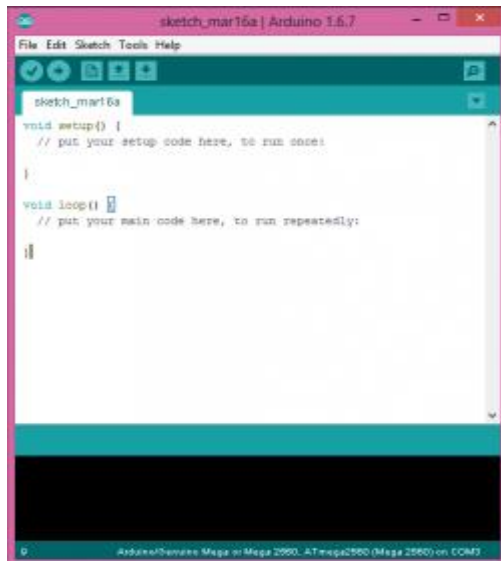 sketch_mar16a | Arduino 1.6.7
File Edit Sketch Tools Help
sketch_mar16a
void setup() {
// put your setup code here, to run once:
}
void loop() {
// put your main code here, to run repeatedly:
}
9
Arduino/Genuino Mega or Mega 2560, ATmega2560 (Mega 2560) on COM3